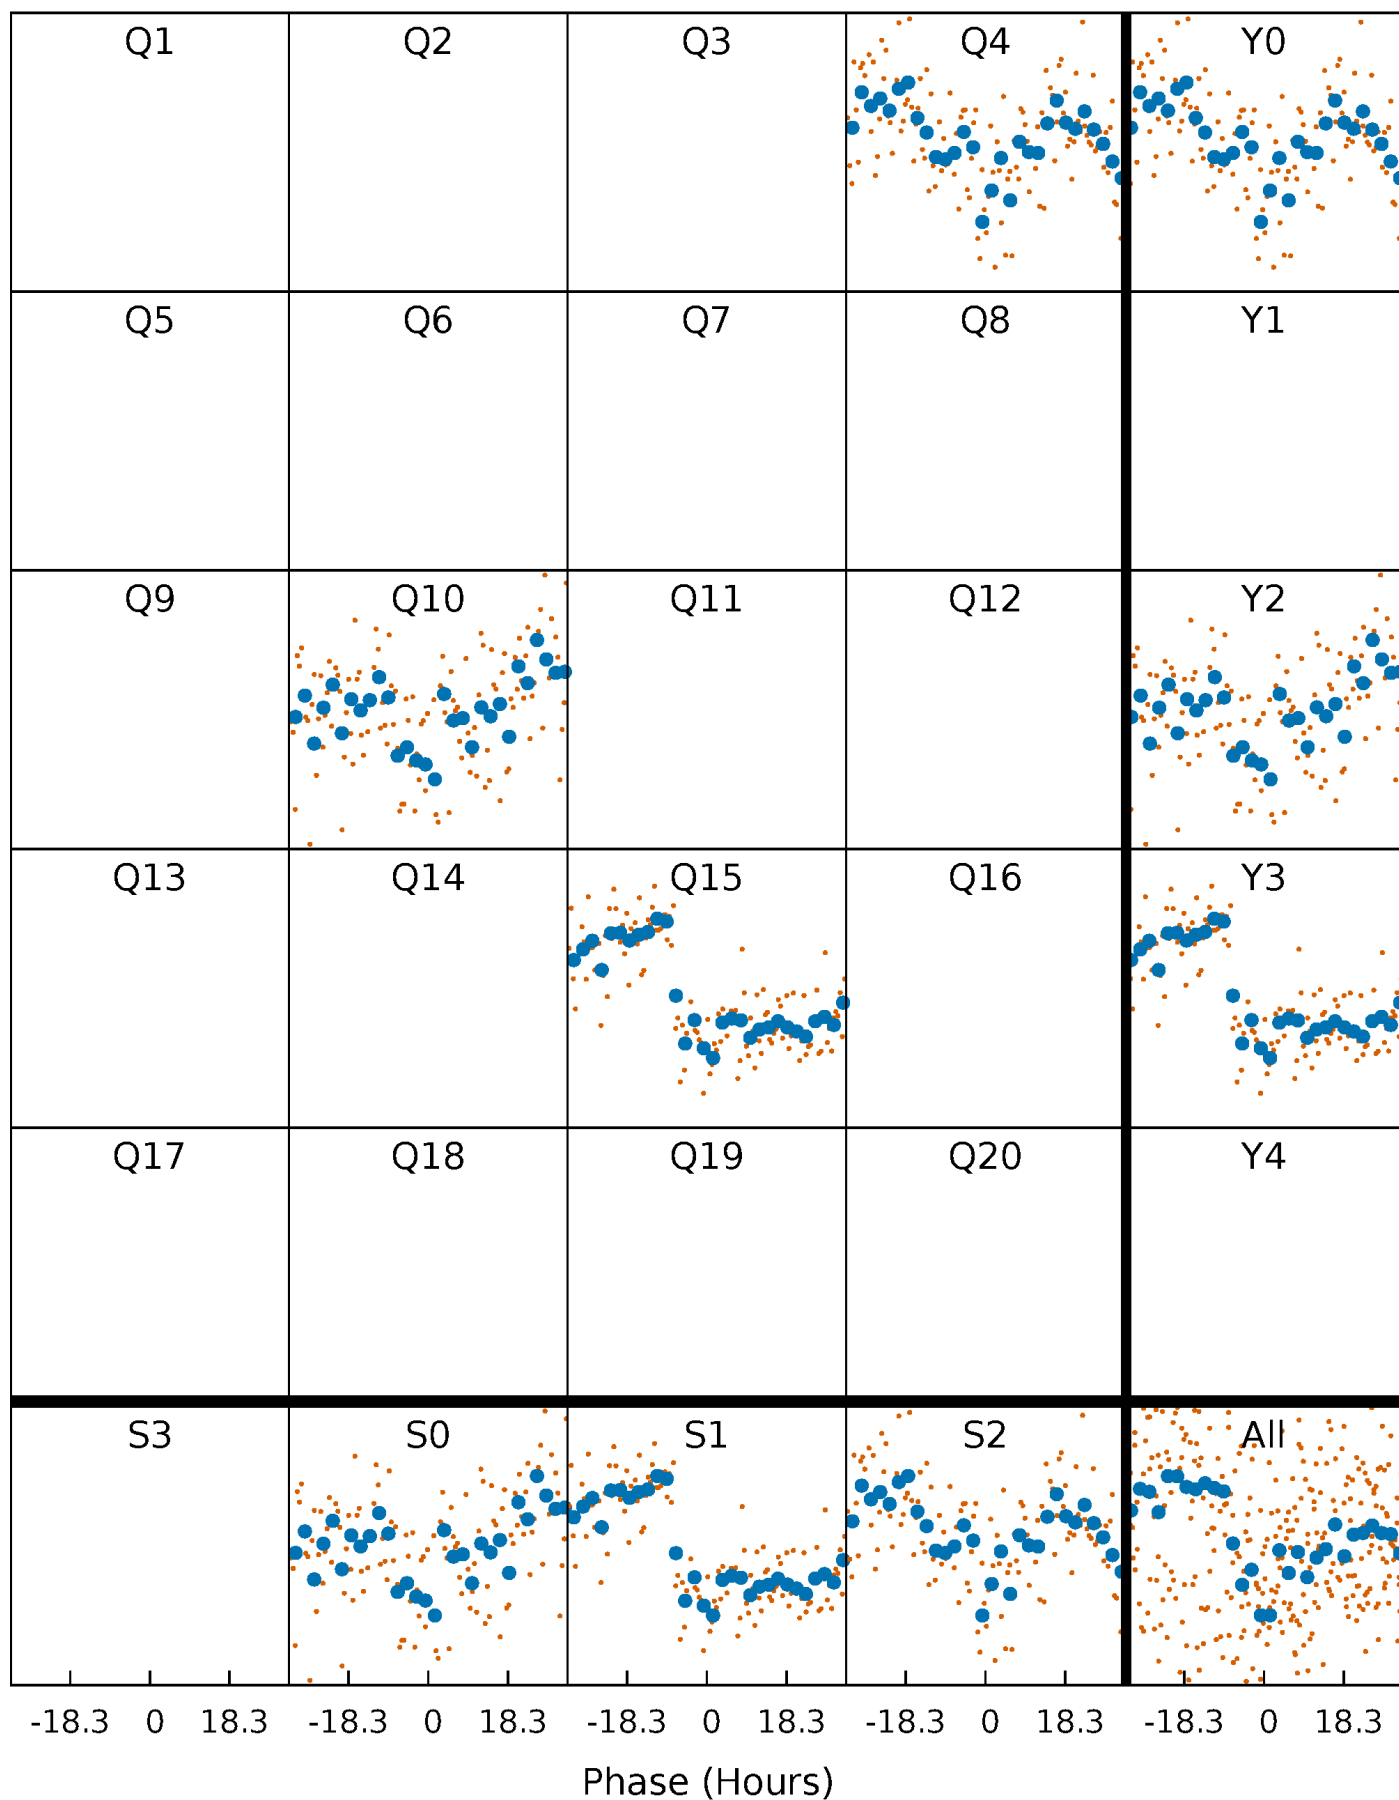 Q1 Q2 Q3 Q4 Y0
Q5 Q6 Q7 Q8 Y1
Q9 Q10 Q11 Q12 Y2
Q13 Q14 Q15 Q16 Y3
Q17 Q18 Q19 Q20 Y4
S3 S0 S1 S2 All
-18.3 0 18.3 -18.3 0 18.3 -18.3 0 18.3 -18.3 0 18.3 -18.3 0 18.3
Phase (Hours)